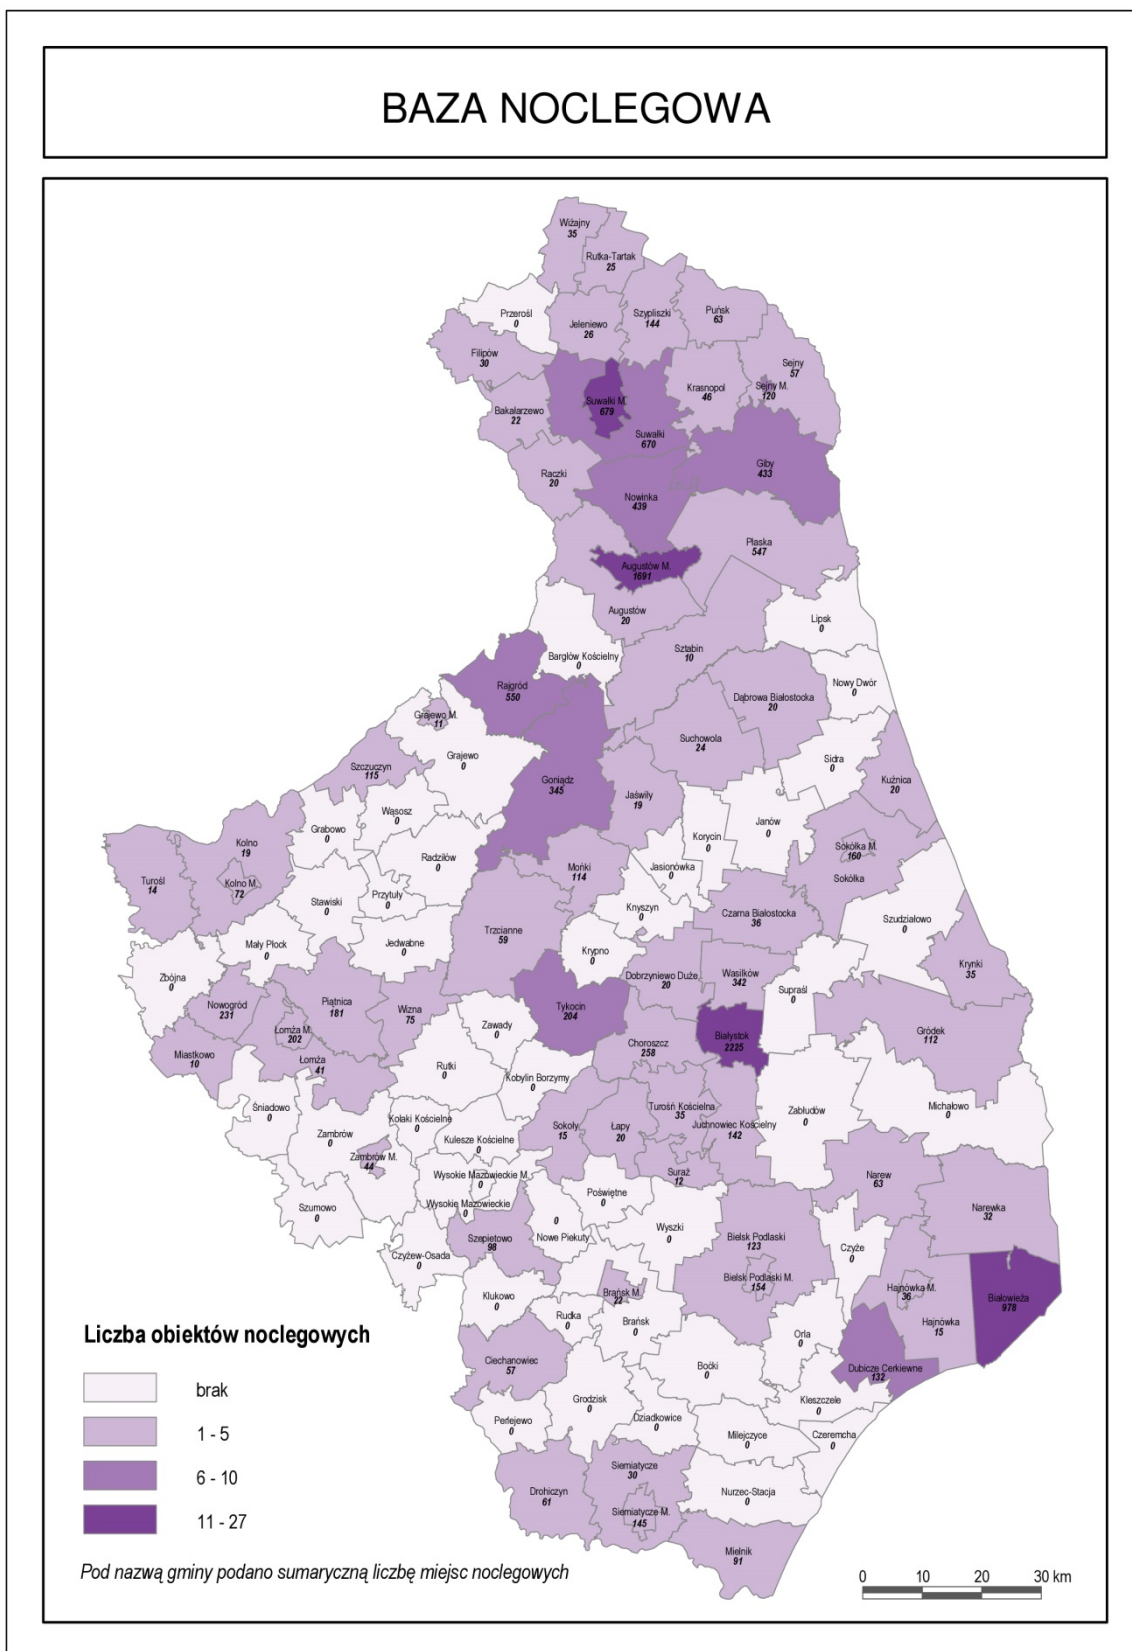 BAZA NOCLEGOWA
Wiżajny
35
Rutka-Tartak
25
Przerośl
0
Jeleniewo
26
Szypliszki
144
Puńsk
63
Filipów
30
Sejny
57
Sejny M.
120
Krasnopol
46
Suwałki M.
679
Suwałki
670
Bakałarzewo
22
Raczki
20
Giby
433
Nowinka
439
Płaska
547
Augustów M.
1691
Augustów
20
Lipsk
0
Bargłów Kościelny
0
Sztabin
10
Rajgród
550
Nowy Dwór
0
Dąbrowa Białostocka
20
Grajewo M.
11
Grajewo
0
Suchowola
24
Sidra
0
Szczuczyn
115
Goniądz
345
Kuźnica
20
Jaświły
19
Wąsosz
0
Grabowo
0
Korycin
0
Janów
0
Kolno
19
Sokółka M.
160
Sokółka
Radziłów
0
Mońki
114
Jasionówka
0
Turośl
14
Kolno M.
72
Przytuły
0
Stawiski
0
Knyszyn
0
Czarna Białostocka
36
Szudziałowo
0
Trzcianne
59
Mały Płock
0
Jedwabne
0
Krypno
0
Krynki
35
Zbójna
0
Dobrzyniewo Duże
20
Wasilków
342
Supraśl
0
Nowogród
231
Piątnica
181
Wizna
75
Tykocin
204
Łomża M.
202
Zawady
0
Białystok
2225
Gródek
112
Choroszcz
258
Miastkowo
10
Łomża
41
Rutki
0
Kobylin Borzymy
0
Śniadowo
0
Zabłudów
0
Michałowo
0
Turośń Kościelna
35
Juchnowiec Kościelny
142
Kołaki Kościelne
0
Zambrów
0
Kulesze Kościelne
0
Sokoły
15
Łapy
20
Zambrów M.
44
Suraż
12
Narew
63
Wysokie Mazowieckie M.
0
Wysokie Mazowieckie
0
Poświętne
0
Szumowo
0
Narewka
32
0
Nowe Piekuty
Wyszki
0
Szepietowo
98
Bielsk Podlaski
123
Czyże
0
Czyżew-Osada
0
Bielsk Podlaski M.
154
Hajnówka M.
36
Białowieża
978
Brańsk M.
22
Klukowo
0
Rudka
0
Brańsk
0
Hajnówka
15
Orla
0
Ciechanowiec
57
Boćki
0
Dubicze Cerkiewne
132
Grodzisk
0
Kleszczele
0
Perlejewo
0
Dziadkowice
0
Milejczyce
0
Czeremcha
0
Siemiatycze
30
Drohiczyn
61
Nurzec-Stacja
0
Siemiatycze M.
145
Mielnik
91
Liczba obiektów noclegowych
brak
1 - 5
6 - 10
11 - 27
Pod nazwą gminy podano sumaryczną liczbę miejsc noclegowych
0 10 20 30 km